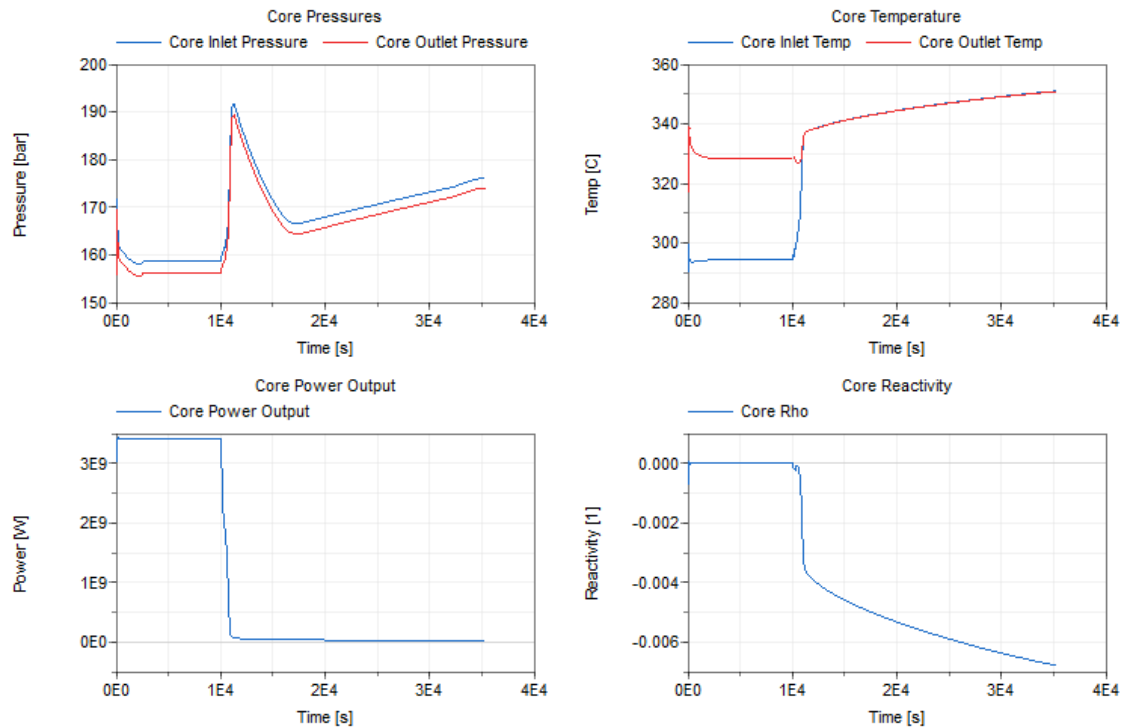 Core Pressures
Core Inlet Pressure Core Outlet Pressure
200
190
180
170
160
150
Pressure [bar]
0E0 1E4 2E4 3E4 4E4
Time [s]
Core Temperature
Core Inlet Temp Core Outlet Temp
360
340
320
300
280
Temp [C]
0E0 1E4 2E4 3E4 4E4
Time [s]
Core Power Output
Core Power Output
3E9
2E9
1E9
0E0
Power [W]
0E0 1E4 2E4 3E4 4E4
Time [s]
Core Reactivity
Core Rho
0.000
-0.002
-0.004
-0.006
Reactivity [1]
0E0 1E4 2E4 3E4 4E4
Time [s]